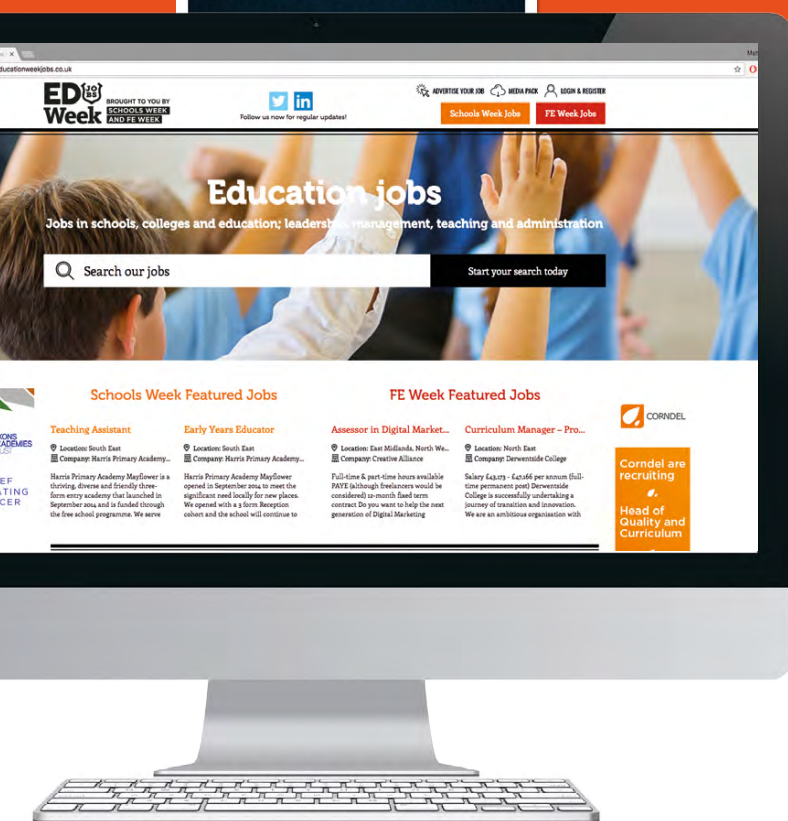 educationweekjobs.co.uk
ED JOBS
Week
BROUGHT TO YOU BY
SCHOOLS WEEK
AND FE WEEK
Follow us now for regular updates!
ADVERTISE YOUR JOB MEDIA PACK LOGIN & REGISTER
Schools Week Jobs FE Week Jobs
Education jobs
Jobs in schools, colleges and education; leadership, management, teaching and administration
Search our jobs
Start your search today
Schools Week Featured Jobs
Teaching Assistant
Location: South East
Company: Harris Primary Academy...
Harris Primary Academy Mayflower is a
thriving, diverse and friendly three-
form entry academy that launched in
September 2014 and is funded through
the free school programme. We serve
Early Years Educator
Location: South East
Company: Harris Primary Academy...
Harris Primary Academy Mayflower
opened in September 2014 to meet the
significant need locally for new places.
We opened with a 3 form Reception
cohort and the school will continue to
FE Week Featured Jobs
Assessor in Digital Market...
Location: East Midlands, North We...
Company: Creative Alliance
Full-time & part-time hours available
PAYE (although freelancers would be
considered) 12-month fixed term
contract Do you want to help the next
generation of Digital Marketing
Curriculum Manager – Pro...
Location: North East
Company: Derwentside College
Salary £43,173 - £47,166 per annum (full-
time permanent post) Derwentside
College is successfully undertaking a
journey of transition and innovation.
We are an ambitious organisation with
CORNDEL
Corndel are
recruiting
Head of
Quality and
Curriculum